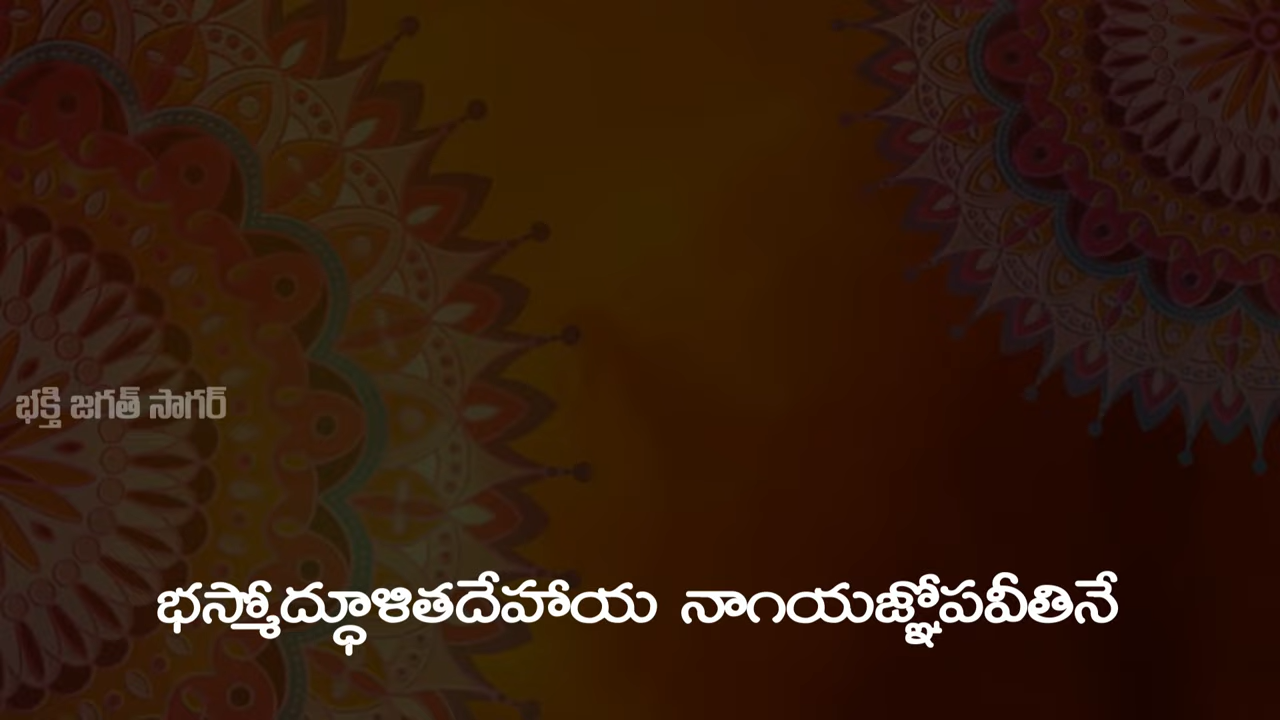 భక్తి జగత్ సాగర్
భస్మోద్ధూళితదేహాయ నాగయజ్ఞోపవీతినే